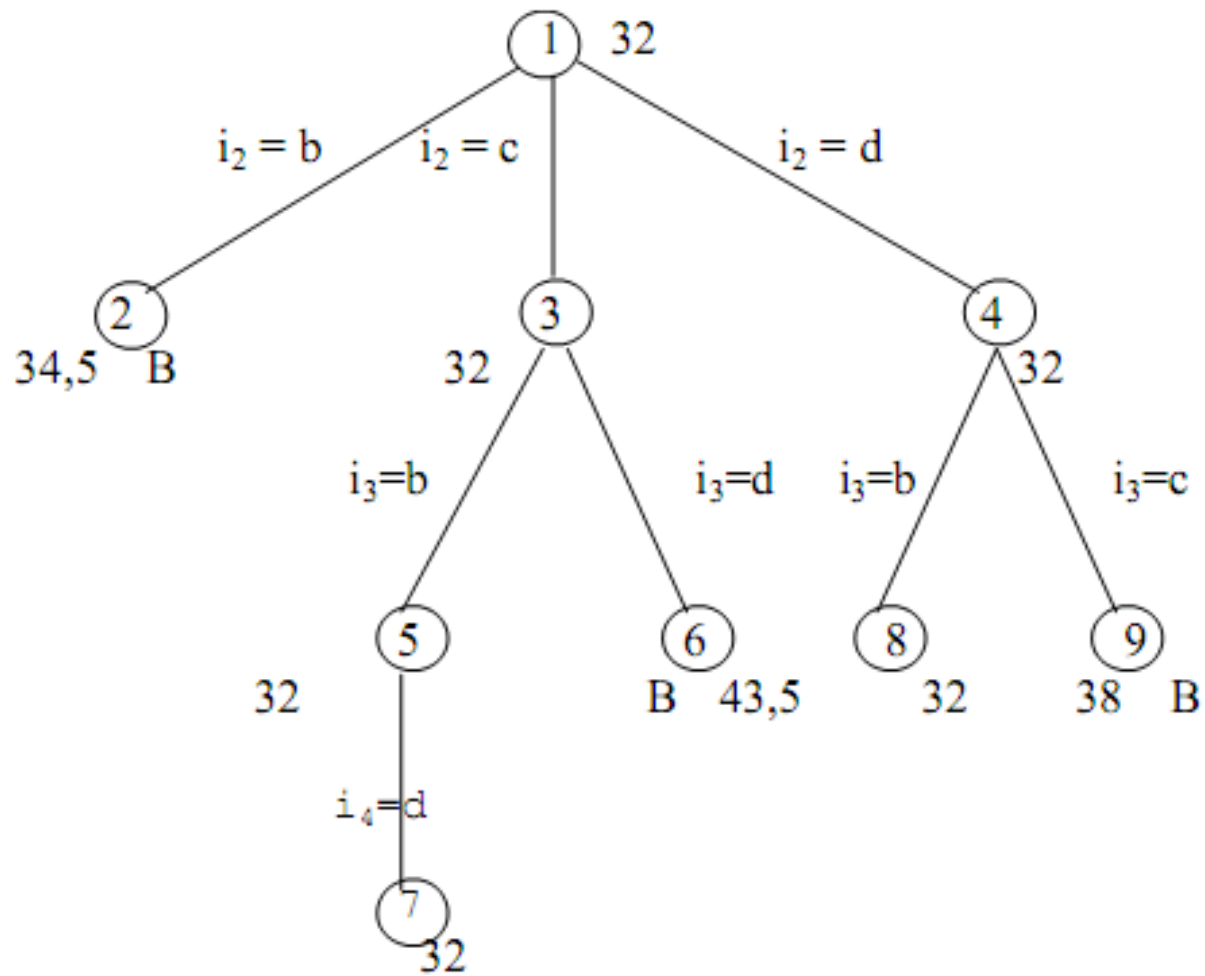 1 32
i₂ = b i₂ = c i₂ = d
2 3 4
34,5 B 32 32
i₃=b i₃=d i₃=b i₃=c
5 6 8 9
32 B 43,5 32 38 B
i₄=d
7
32